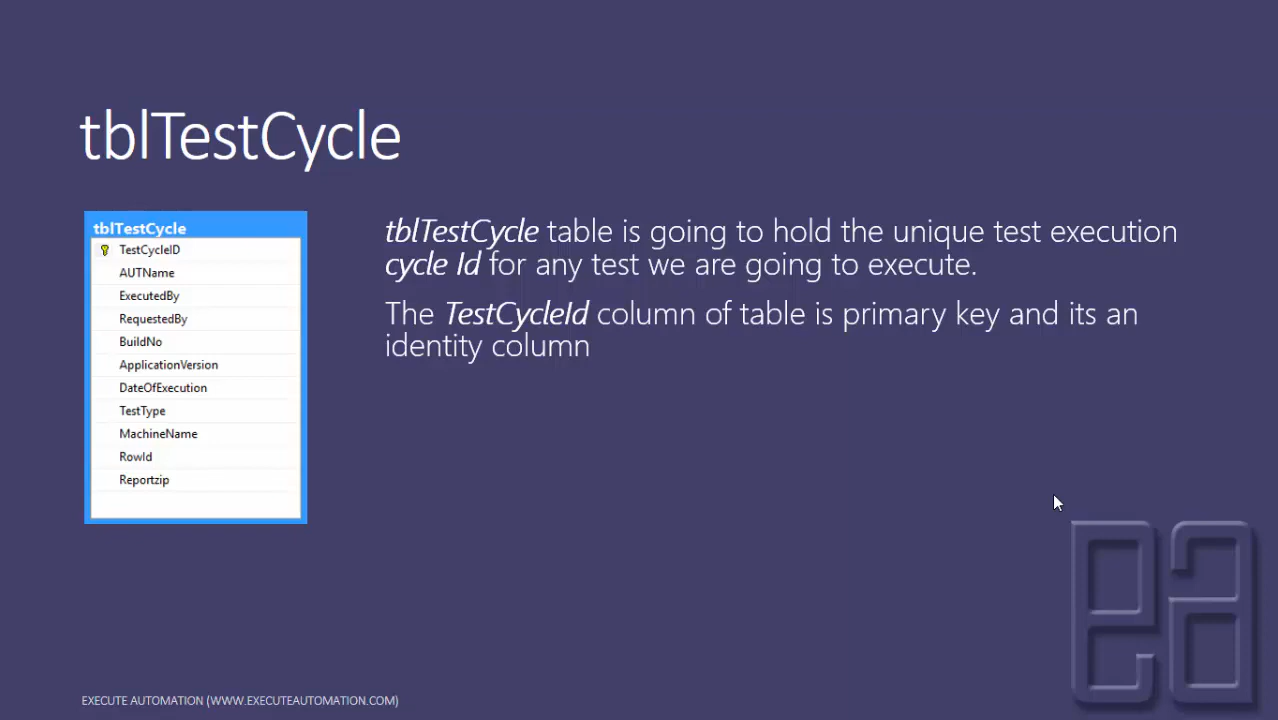 tblTestCycle
tblTestCycle
TestCycleID
AUTName
ExecutedBy
RequestedBy
BuildNo
ApplicationVersion
DateOfExecution
TestType
MachineName
RowId
Reportzip
tblTestCycle table is going to hold the unique test execution
cycle Id for any test we are going to execute.
The TestCycleId column of table is primary key and its an
identity column
ea
EXECUTE AUTOMATION (WWW.EXECUTEAUTOMATION.COM)